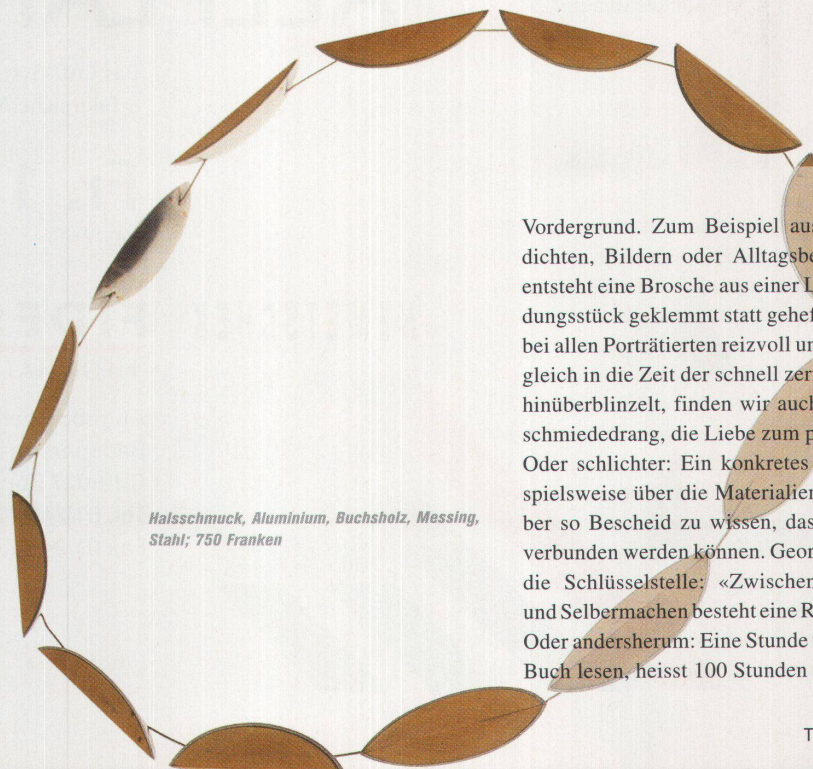 Halsschmuck, Aluminium, Buchsholz, Messing,
Stahl; 750 Franken
Vordergrund. Zum Beispiel aus
dichten, Bildern oder Alltagsbe
entsteht eine Brosche aus einer L
dungsstück geklemmt statt gehef
bei allen Porträtierten reizvoll un
gleich in die Zeit der schnell zer
hinüberblinzelt, finden wir auch
schmiededrang, die Liebe zum p
Oder schlichter: Ein konkretes
spielsweise über die Materialien
ber so Bescheid zu wissen, das
verbunden werden können. Geor
die Schlüsselstelle: «Zwischen
und Selbermachen besteht eine R
Oder andersherum: Eine Stunde
Buch lesen, heisst 100 Stunden
T